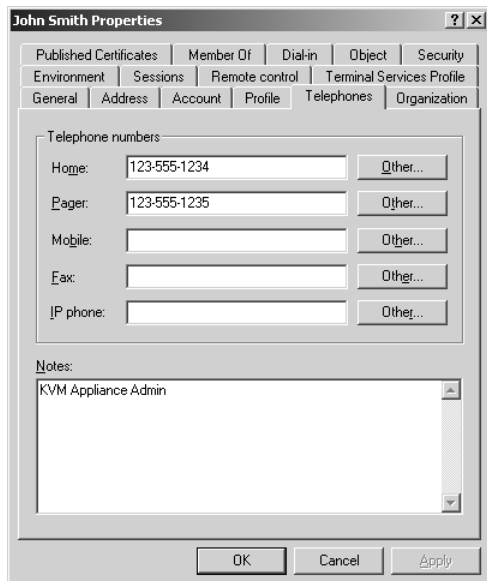 John Smith Properties
Published Certificates Member Of Dial-in Object Security
Environment Sessions Remote control Terminal Services Profile
General Address Account Profile Telephones Organization
Telephone numbers
Home: 123-555-1234 Other...
Pager: 123-555-1235 Other...
Mobile: Other...
Fax: Other...
IP phone: Other...
Notes:
KVM Appliance Admin
OK Cancel Apply